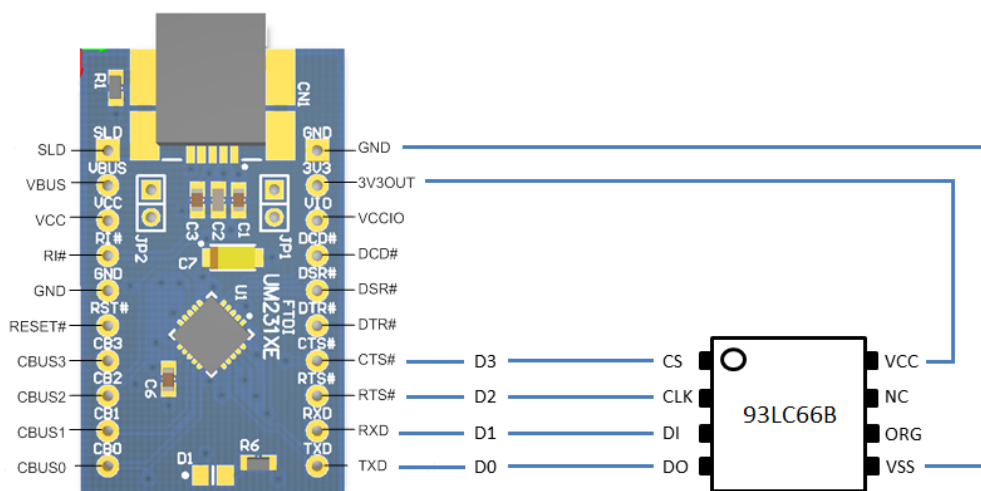 R1
CN1
SLD SLD GND GND
VBUS VBUS 3V3 3V3OUT
VCC VCC VIO VCCIO
C3 C2 C1
RI# RI# JP2 JP1 DCD# DCD#
C7
GND GND DSR# DSR#
UM231XE
FTDI
U1
RESET# RST# DTR# DTR#
CBUS3 CB3 CTS# CTS# D3 CS VCC
CBUS2 CB2 C6 RTS# RTS# D2 CLK NC
93LC66B
CBUS1 CB1 RXD RXD D1 DI ORG
D1 R6
CBUS0 CB0 TXD TXD D0 DO VSS